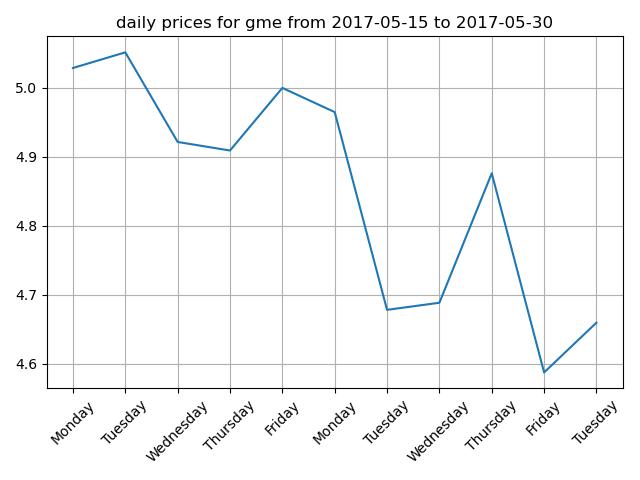 daily prices for gme from 2017-05-15 to 2017-05-30
5.0
4.9
4.8
4.7
4.6
Monday
Tuesday
Wednesday
Thursday
Friday
Monday
Tuesday
Wednesday
Thursday
Friday
Tuesday